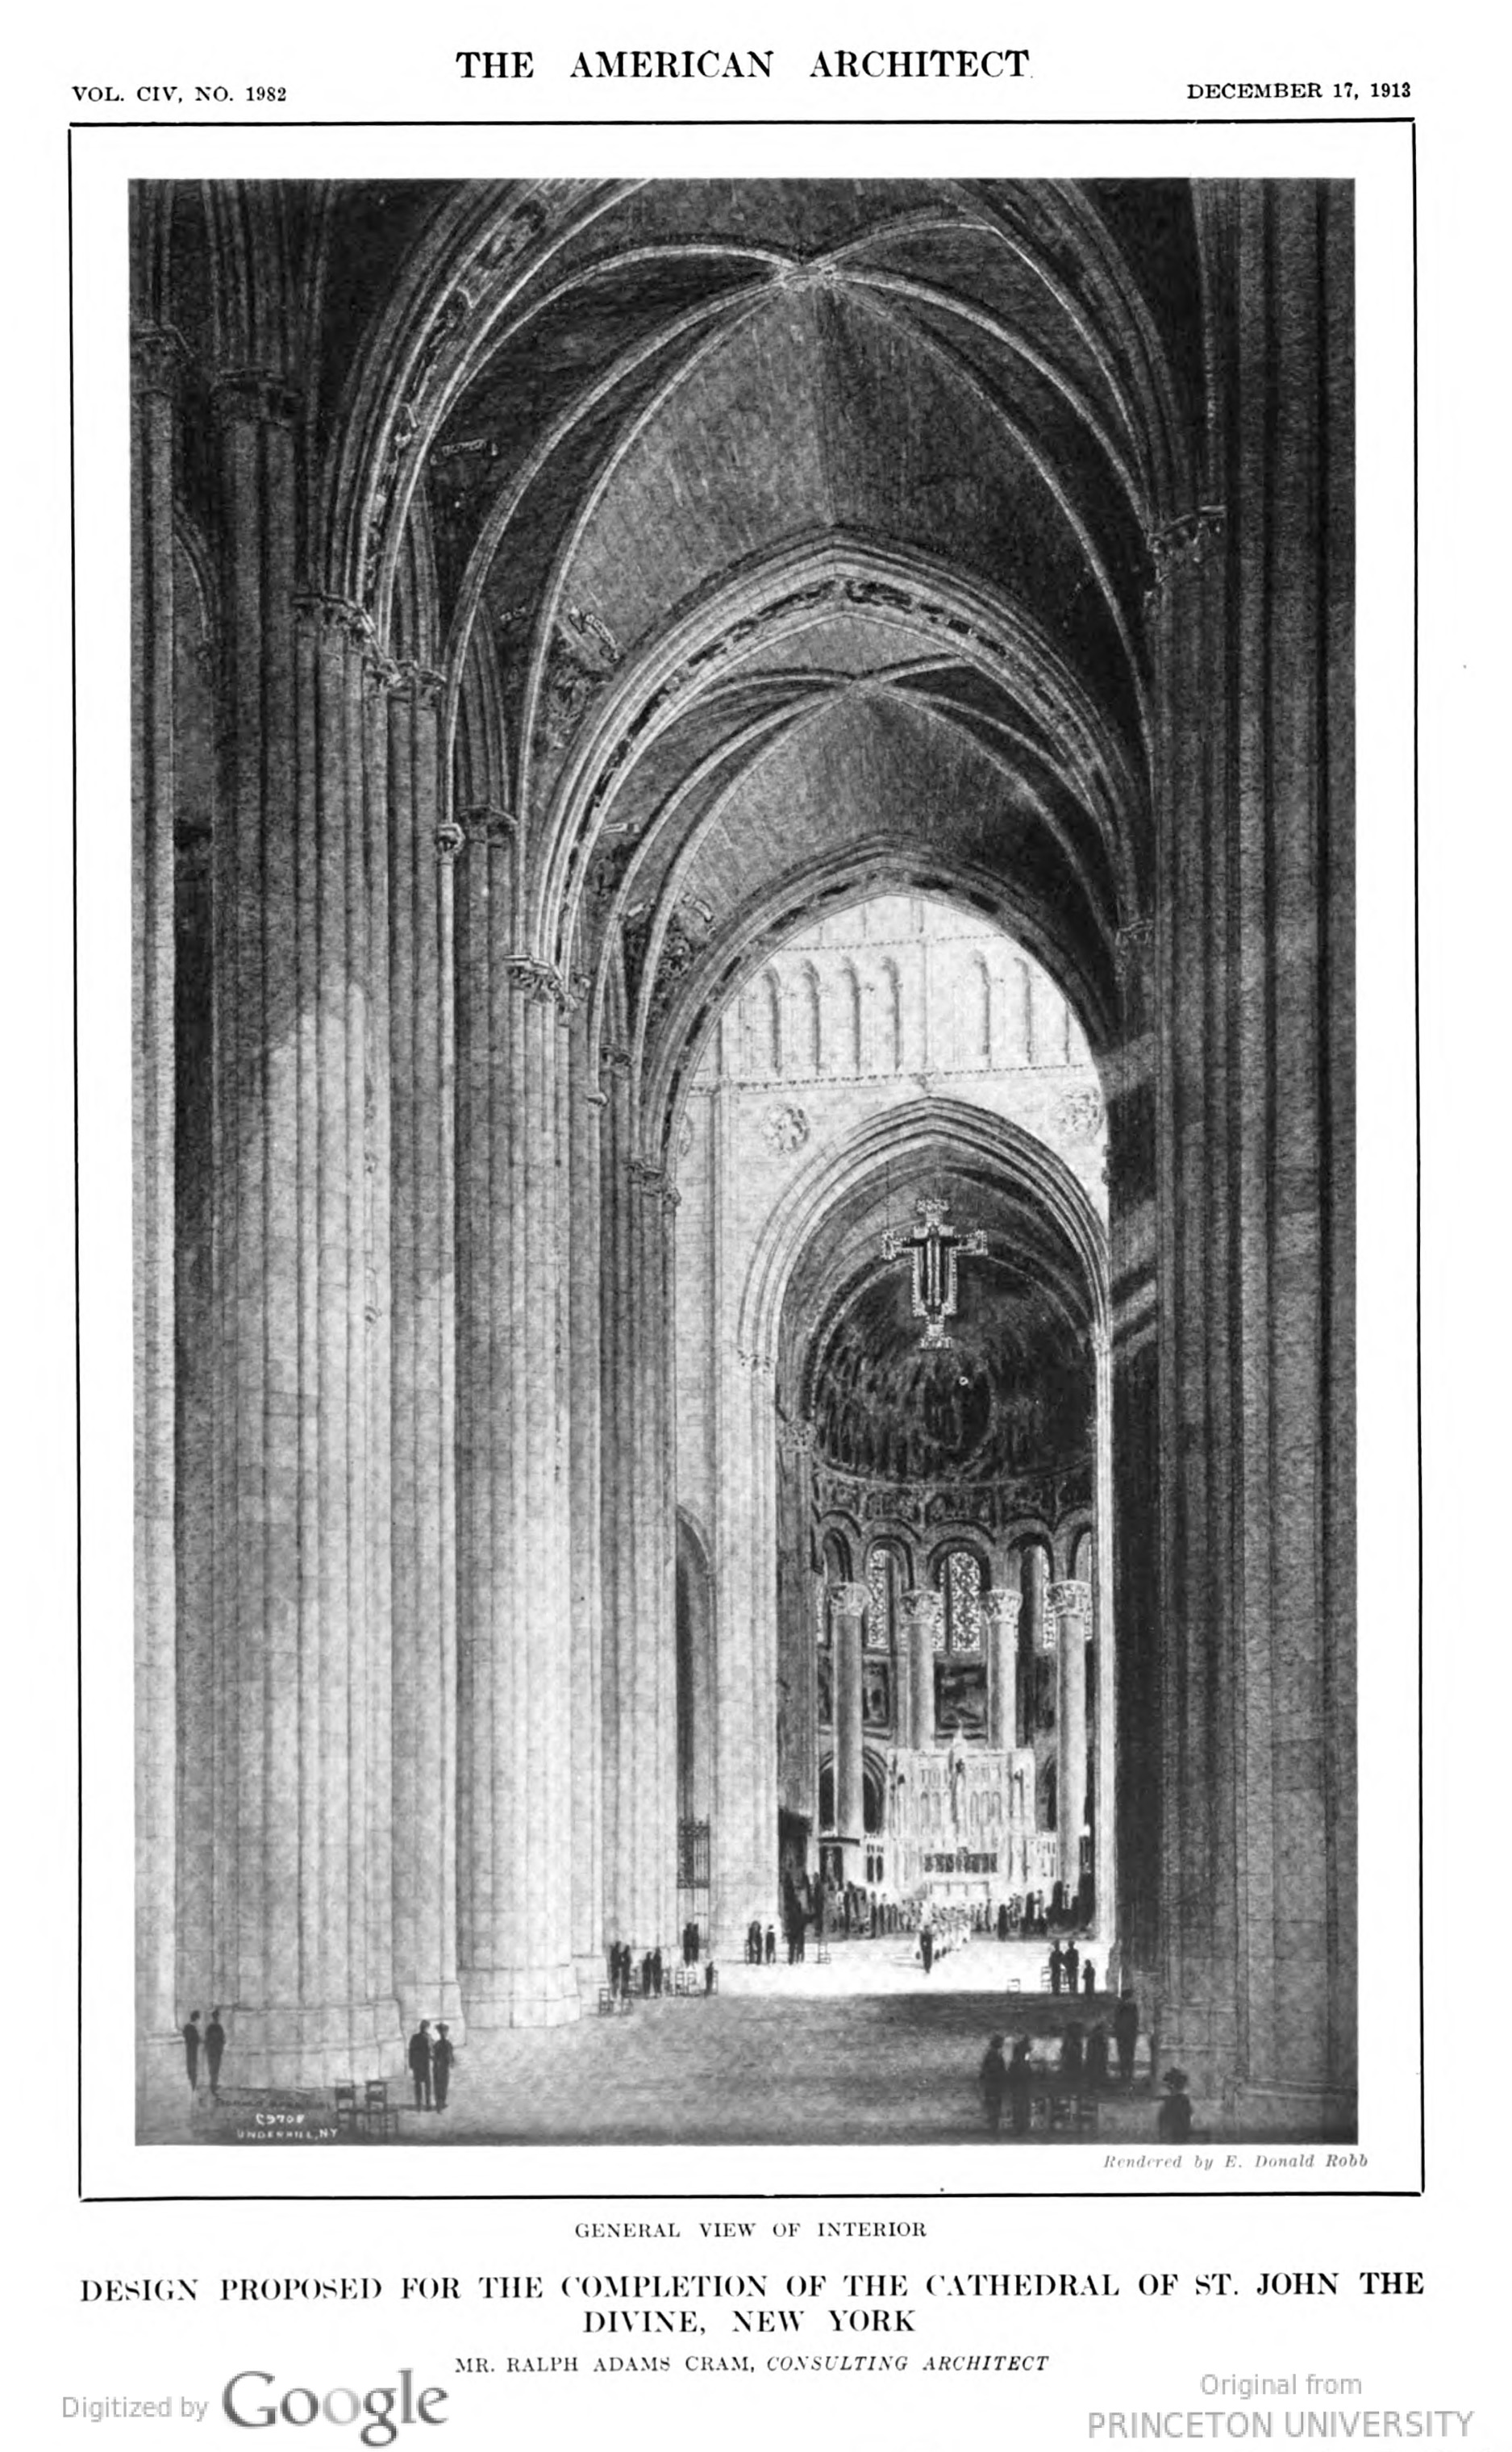 THE AMERICAN ARCHITECT
VOL. CIV, NO. 1982
DECEMBER 17, 1913
C3708
UNDERHILL, NY
Rendered by E. Donald Robb
GENERAL VIEW OF INTERIOR
DESIGN PROPOSED FOR THE COMPLETION OF THE CATHEDRAL OF ST. JOHN THE
DIVINE, NEW YORK
MR. RALPH ADAMS CRAM, CONSULTING ARCHITECT
Digitized by Google
Original from
PRINCETON UNIVERSITY